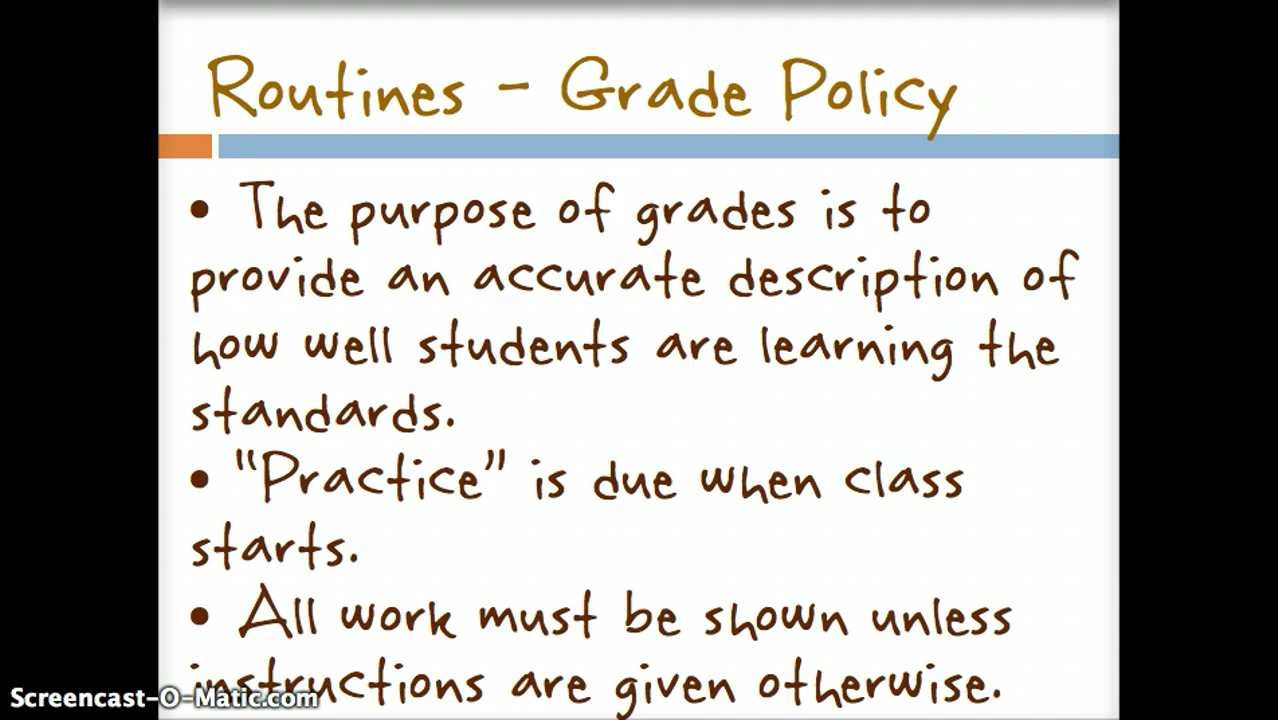 Routines - Grade Policy
• The purpose of grades is to
provide an accurate description of
how well students are learning the
standards.
• "Practice" is due when class
starts.
• All work must be shown unless
instructions are given otherwise.
Screencast-O-Matic.com